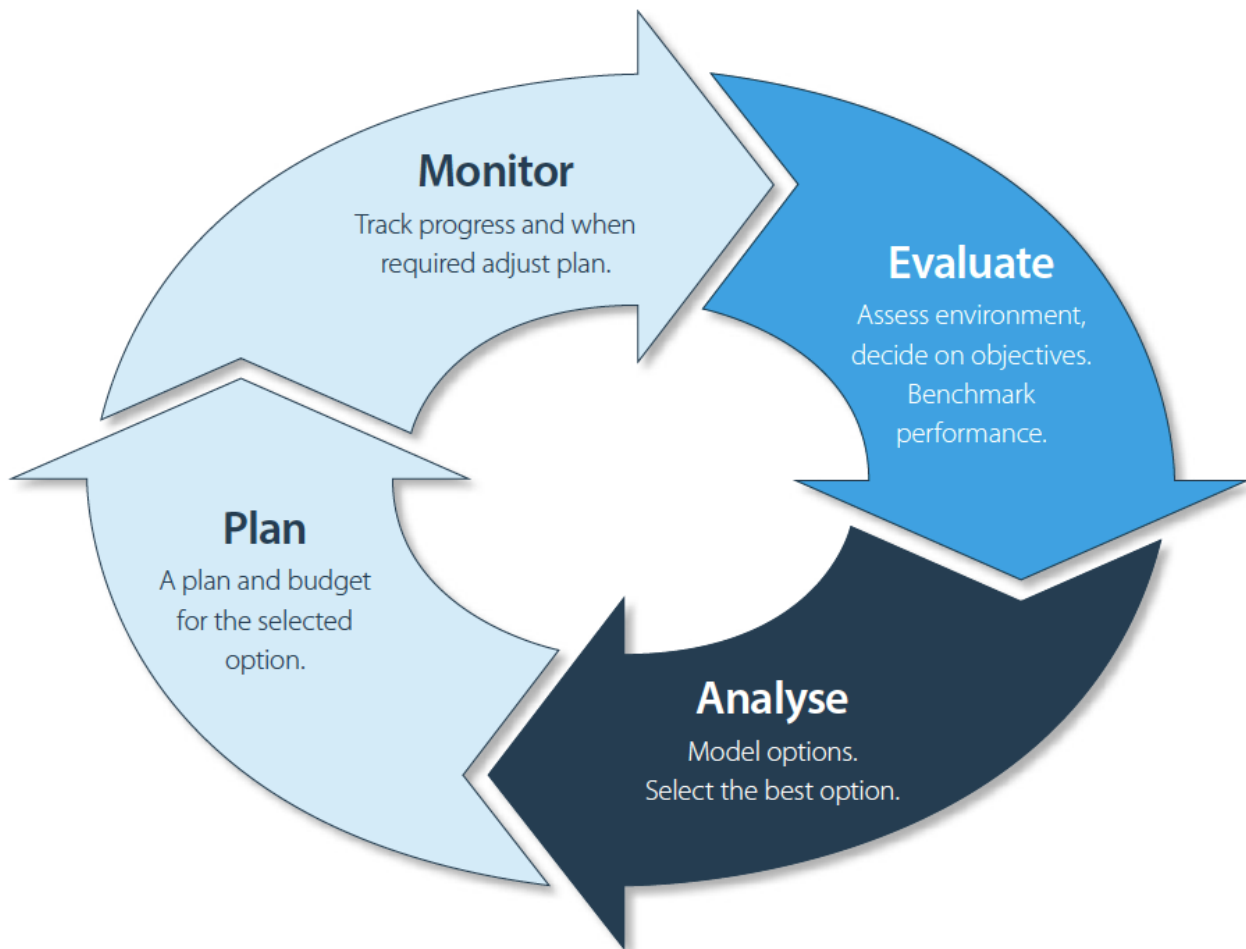 Monitor
Track progress and when
required adjust plan.
Evaluate
Assess environment,
decide on objectives.
Benchmark
performance.
Plan
A plan and budget
for the selected
option.
Analyse
Model options.
Select the best option.